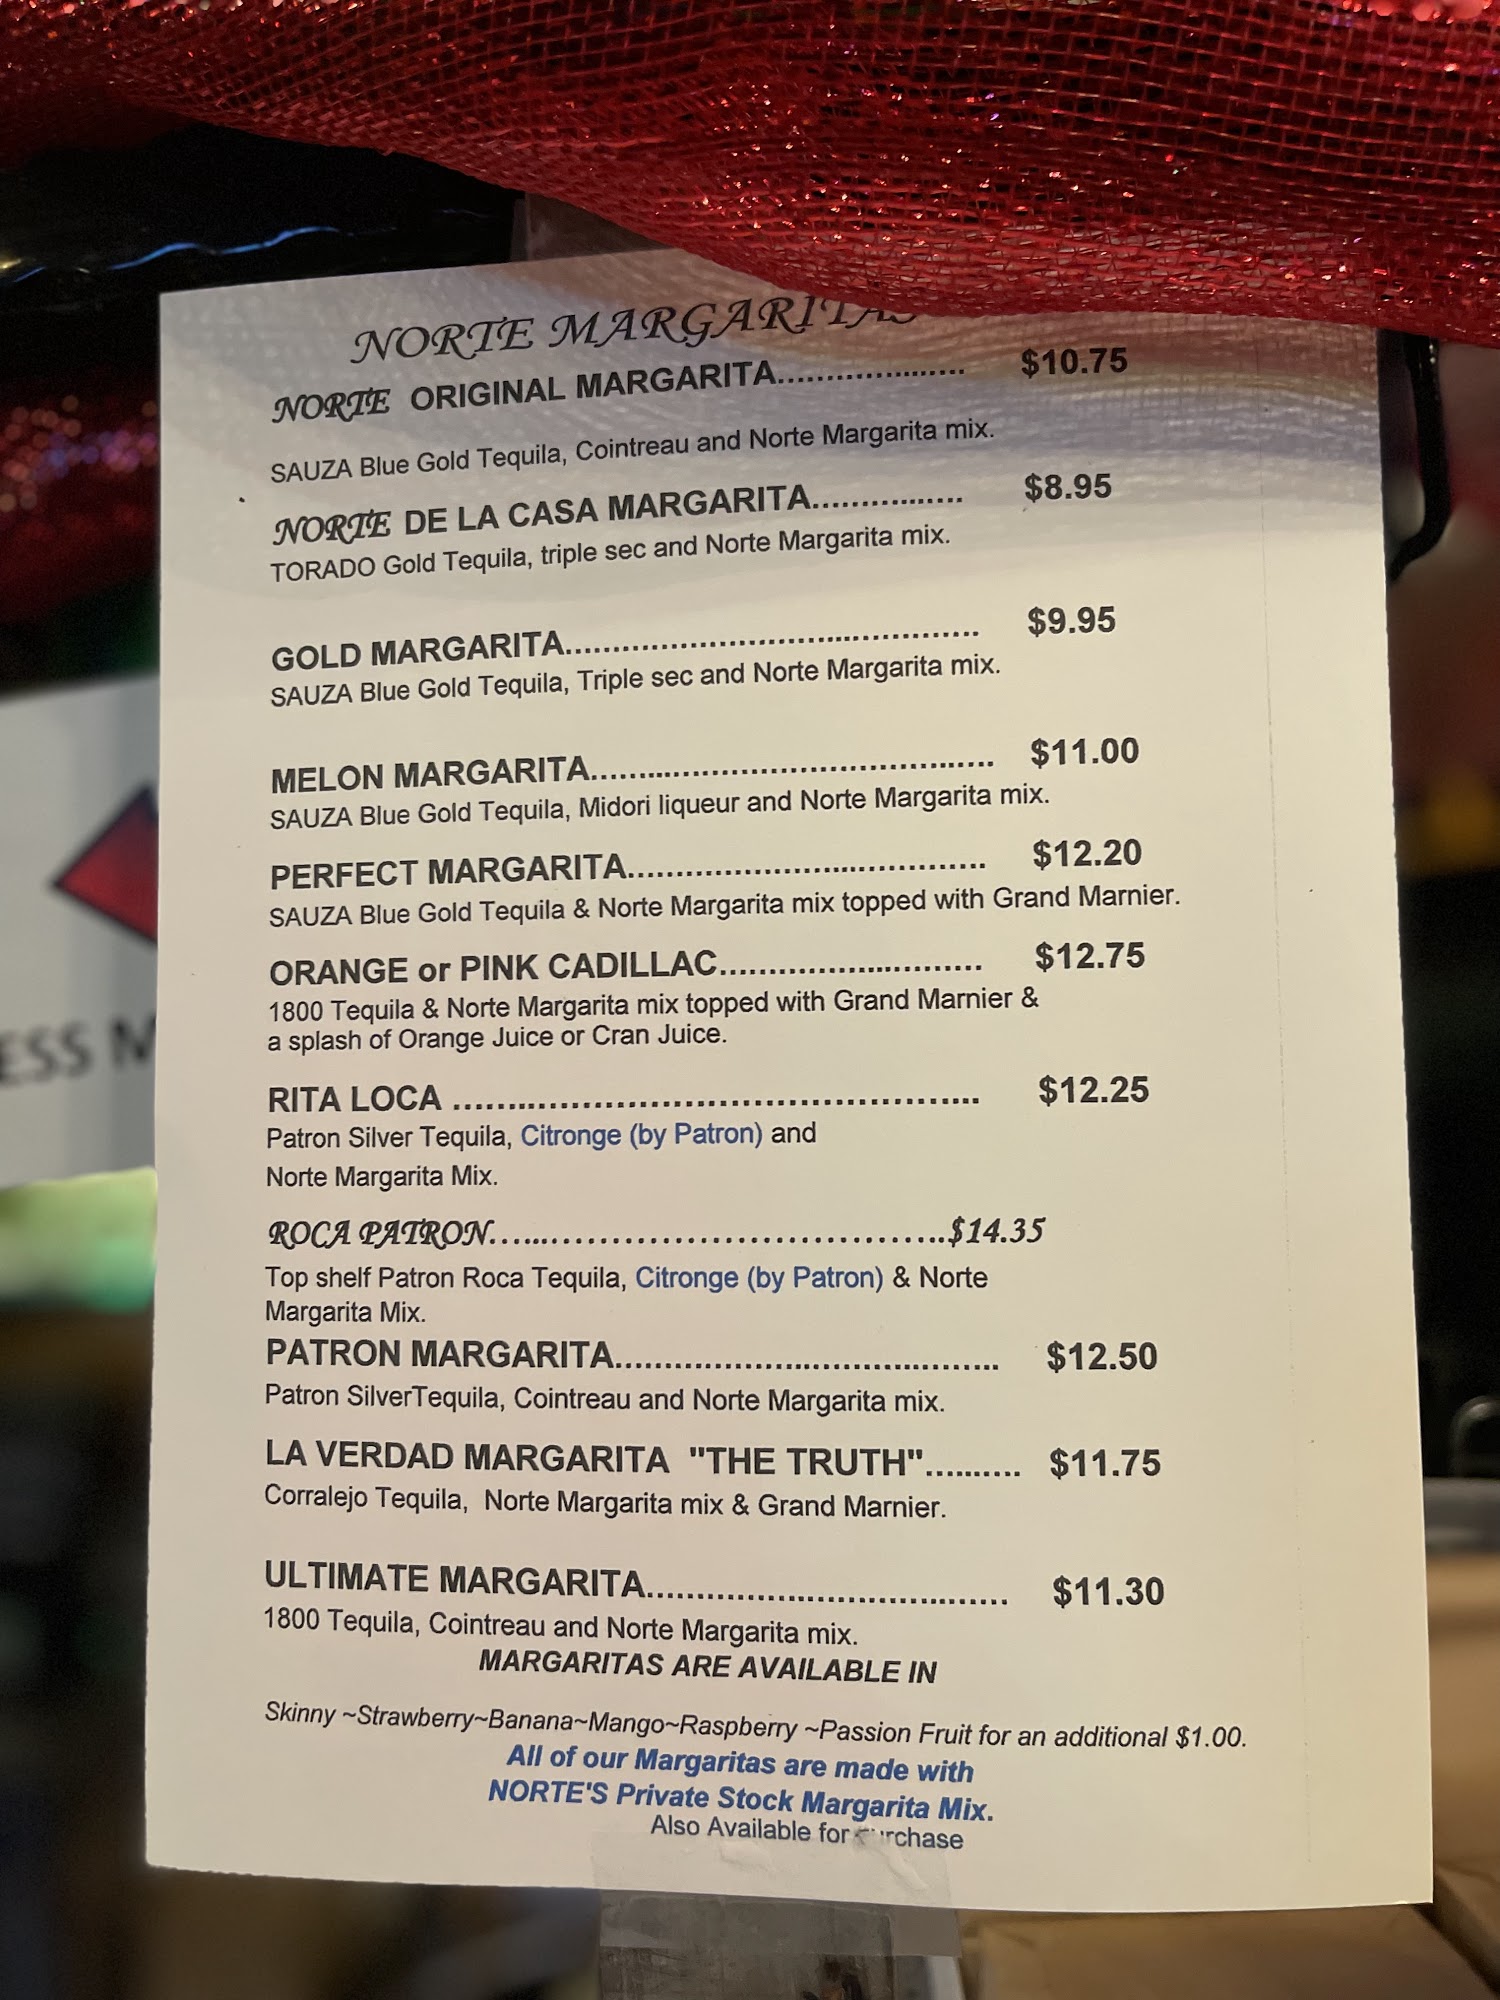 NORTE MARGARITAS
NORTE ORIGINAL MARGARITA................... $10.75
SAUZA Blue Gold Tequila, Cointreau and Norte Margarita mix.
NORTE DE LA CASA MARGARITA................ $8.95
TORADO Gold Tequila, triple sec and Norte Margarita mix.
GOLD MARGARITA.......................................... $9.95
SAUZA Blue Gold Tequila, Triple sec and Norte Margarita mix.
MELON MARGARITA......................................... $11.00
SAUZA Blue Gold Tequila, Midori liqueur and Norte Margarita mix.
PERFECT MARGARITA.................................... $12.20
SAUZA Blue Gold Tequila & Norte Margarita mix topped with Grand Marnier.
ORANGE or PINK CADILLAC........................... $12.75
1800 Tequila & Norte Margarita mix topped with Grand Marnier &
a splash of Orange Juice or Cran Juice.
RITA LOCA ..................................................... $12.25
Patron Silver Tequila, Citronge (by Patron) and
Norte Margarita Mix.
ROCA PATRON..........................................$14.35
Top shelf Patron Roca Tequila, Citronge (by Patron) & Norte
Margarita Mix.
PATRON MARGARITA....................................... $12.50
Patron SilverTequila, Cointreau and Norte Margarita mix.
LA VERDAD MARGARITA "THE TRUTH".......... $11.75
Corralejo Tequila, Norte Margarita mix & Grand Marnier.
ULTIMATE MARGARITA..................................... $11.30
1800 Tequila, Cointreau and Norte Margarita mix.
MARGARITAS ARE AVAILABLE IN
Skinny ~Strawberry~Banana~Mango~Raspberry ~Passion Fruit for an additional $1.00.
All of our Margaritas are made with
NORTE'S Private Stock Margarita Mix.
Also Available for purchase
ESS M